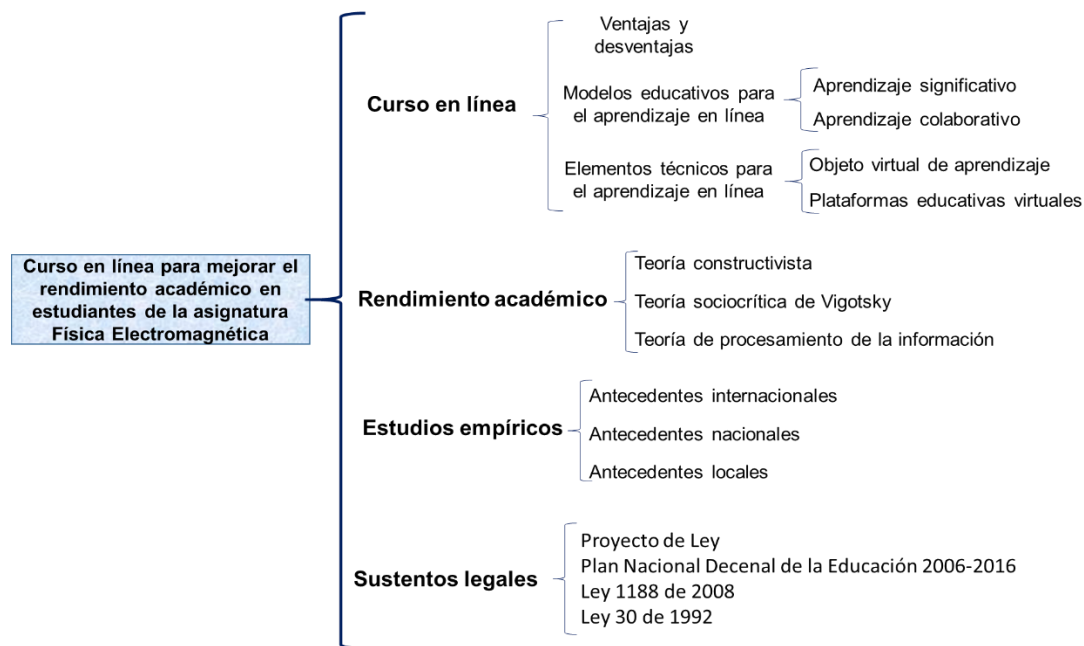 Curso en línea para mejorar el
rendimiento académico en
estudiantes de la asignatura
Física Electromagnética
Curso en línea
Ventajas y
desventajas
Modelos educativos para
el aprendizaje en línea
Aprendizaje significativo
Aprendizaje colaborativo
Elementos técnicos para
el aprendizaje en línea
Objeto virtual de aprendizaje
Plataformas educativas virtuales
Rendimiento académico
Teoría constructivista
Teoría sociocrítica de Vigotsky
Teoría de procesamiento de la información
Estudios empíricos
Antecedentes internacionales
Antecedentes nacionales
Antecedentes locales
Sustentos legales
Proyecto de Ley
Plan Nacional Decenal de la Educación 2006-2016
Ley 1188 de 2008
Ley 30 de 1992